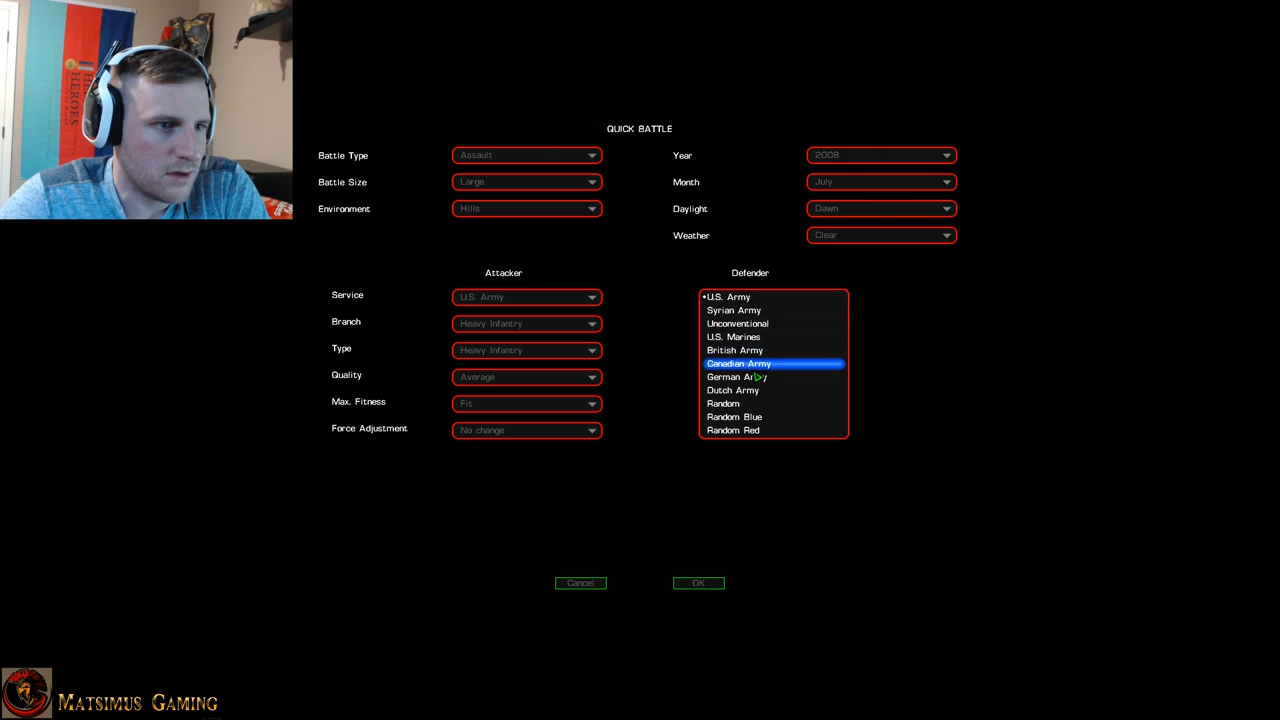 HEROES
QUICK BATTLE
Battle Type Assault
Battle Size Large
Environment Hills
Year 2008
Month July
Daylight Dawn
Weather Clear
Attacker
Service U.S. Army
Branch Heavy Infantry
Type Heavy Infantry
Quality Average
Max. Fitness Fit
Force Adjustment No change
Defender
•U.S. Army
Syrian Army
Unconventional
U.S. Marines
British Army
Canadian Army
German Army
Dutch Army
Random
Random Blue
Random Red
Cancel OK
MATSIMUS GAMING